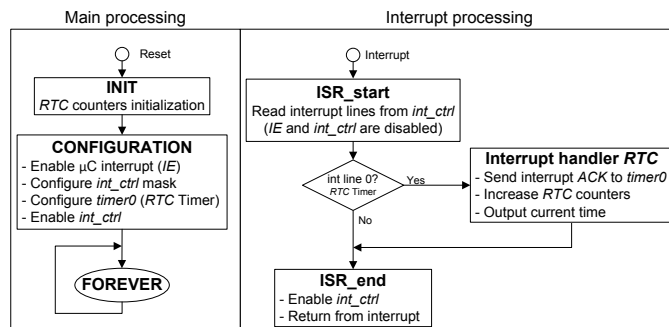 Main processing
Reset
INIT
RTC counters initialization
CONFIGURATION
- Enable µC interrupt (IE)
- Configure int_ctrl mask
- Configure timer0 (RTC Timer)
- Enable int_ctrl
FOREVER
Interrupt processing
Interrupt
ISR_start
Read interrupt lines from int_ctrl
(IE and int_ctrl are disabled)
int line 0?
RTC Timer
Yes
No
Interrupt handler RTC
- Send interrupt ACK to timer0
- Increase RTC counters
- Output current time
ISR_end
- Enable int_ctrl
- Return from interrupt